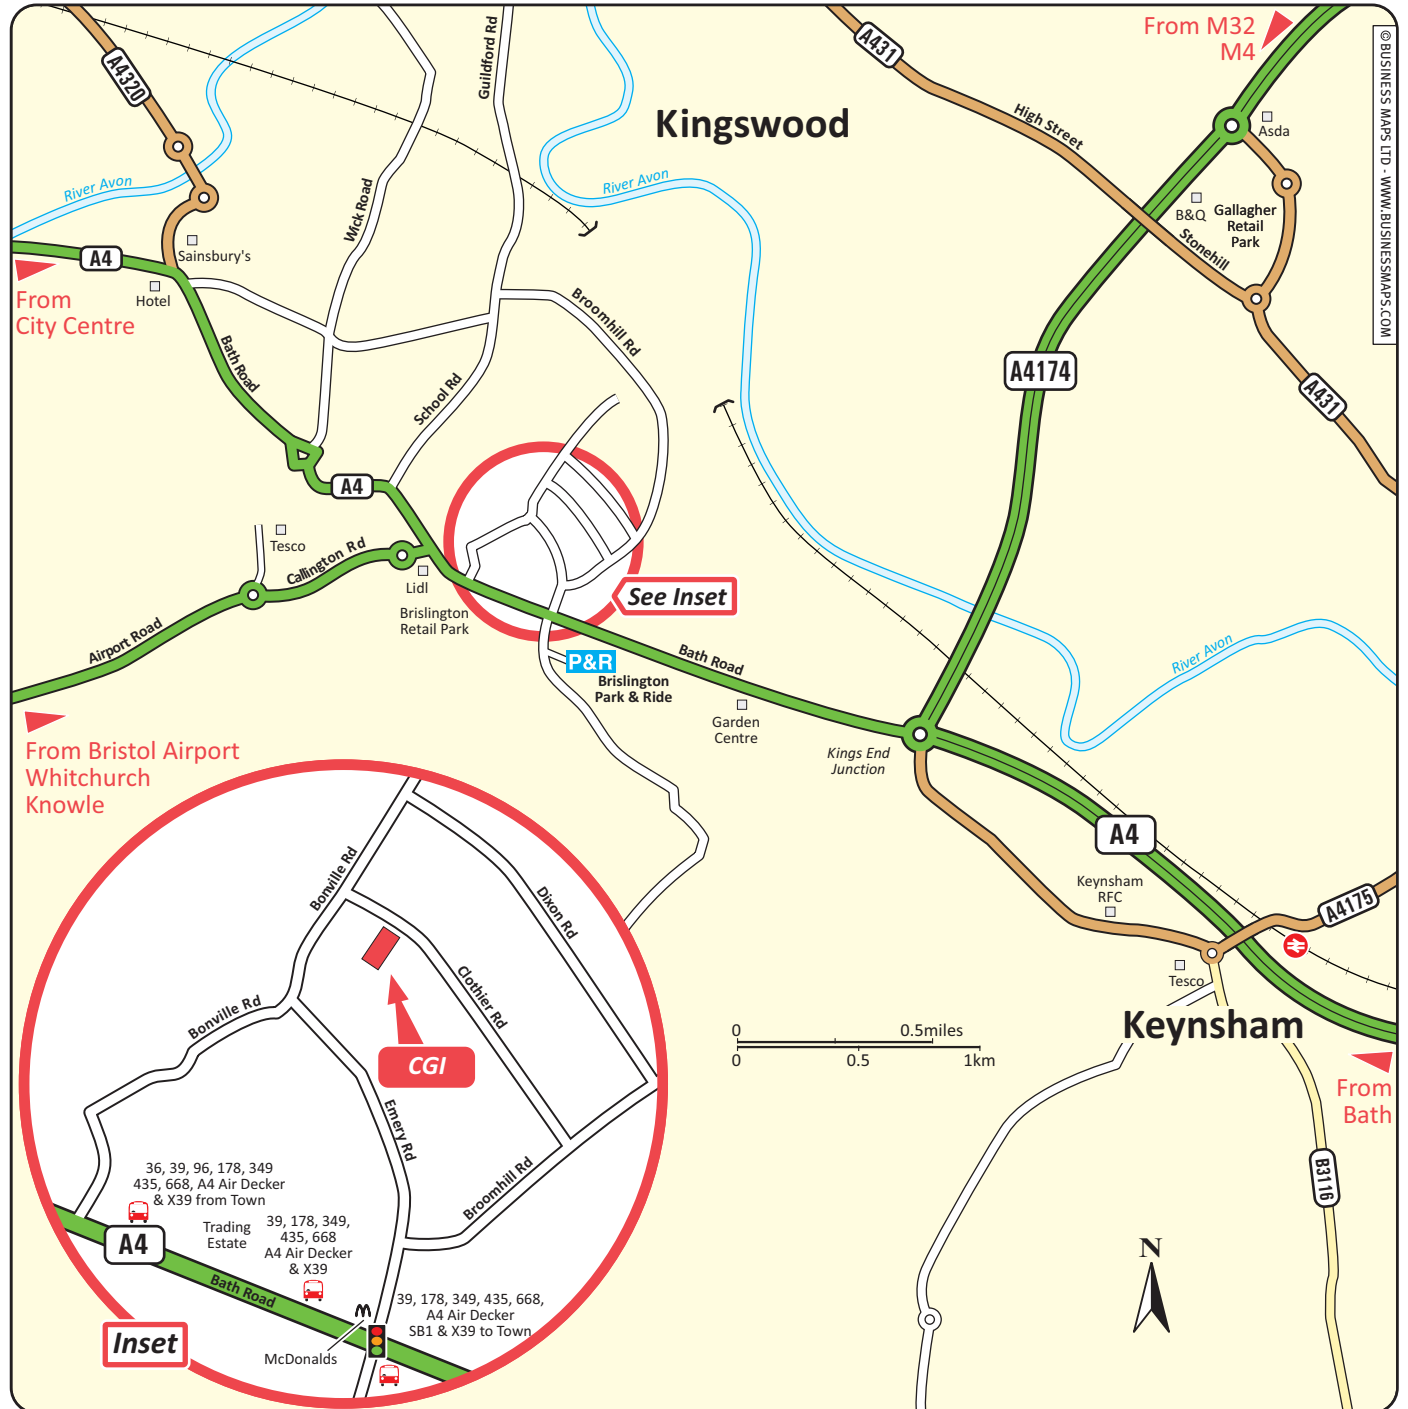 From M32
M4
© BUSINESS MAPS LTD - WWW.BUSINESSMAPS.COM
A4320
A431
Guildford Rd
Kingswood
High Street
Asda
River Avon
River Avon
Wick Road
B&Q
Gallagher
Retail
Park
Stonehill
Sainsbury's
A4
Hotel
From
City Centre
Broomhill Rd
Bath Road
School Rd
A4174
A431
A4
Tesco
Callington Rd
Lidl
Brislington
Retail Park
See Inset
Airport Road
P&R
Brislington
Park & Ride
Bath Road
River Avon
Garden
Centre
Kings End
Junction
From Bristol Airport
Whitchurch
Knowle
A4
Keynsham
RFC
A4175
Tesco
Keynsham
From
Bath
B3116
0
0.5miles
0
0.5
1km
N
Bonville Rd
Dixon Rd
Clothier Rd
Bonville Rd
CGI
Emery Rd
Broomhill Rd
36, 39, 96, 178, 349
435, 668, A4 Air Decker
& X39 from Town
A4
Trading
Estate
39, 178, 349,
435, 668
A4 Air Decker
& X39
Bath Road
39, 178, 349, 435, 668,
A4 Air Decker
SB1 & X39 to Town
McDonalds
Inset